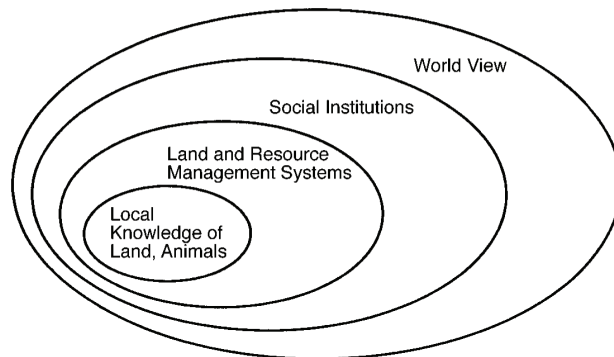 World View
Social Institutions
Land and Resource
Management Systems
Local
Knowledge of
Land, Animals